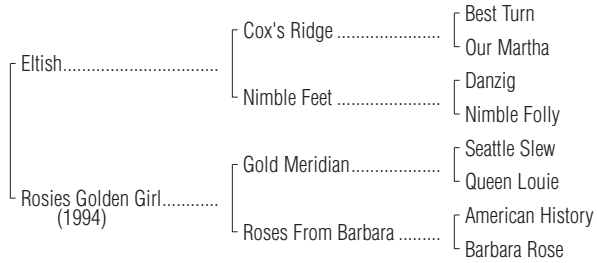 Best Turn
Cox's Ridge ......................
Our Martha
Eltish.................................
Danzig
Nimble Feet ......................
Nimble Folly
Seattle Slew
Gold Meridian...................
Queen Louie
Rosies Golden Girl............
(1994)
American History
Roses From Barbara .........
Barbara Rose